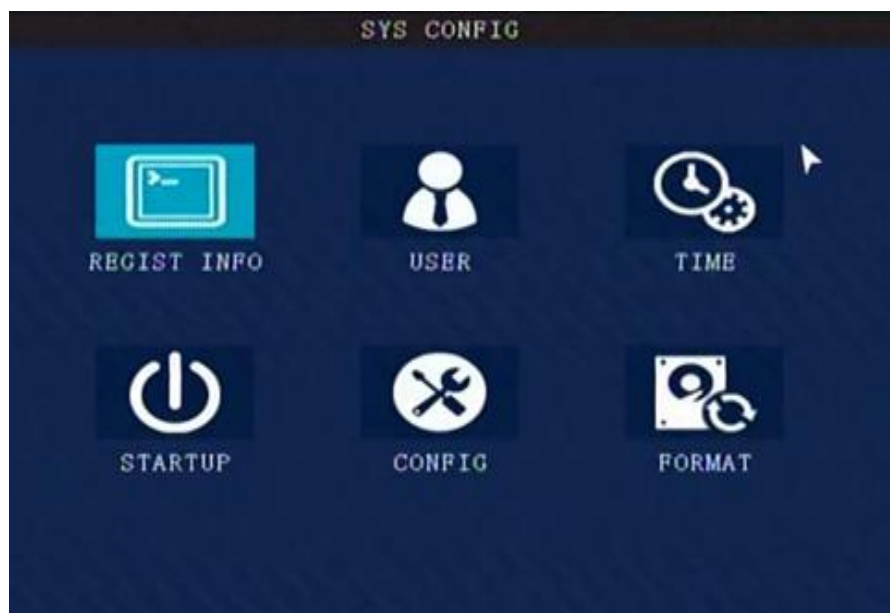 SYS CONFIG
REGIST INFO
USER
TIME
STARTUP
CONFIG
FORMAT